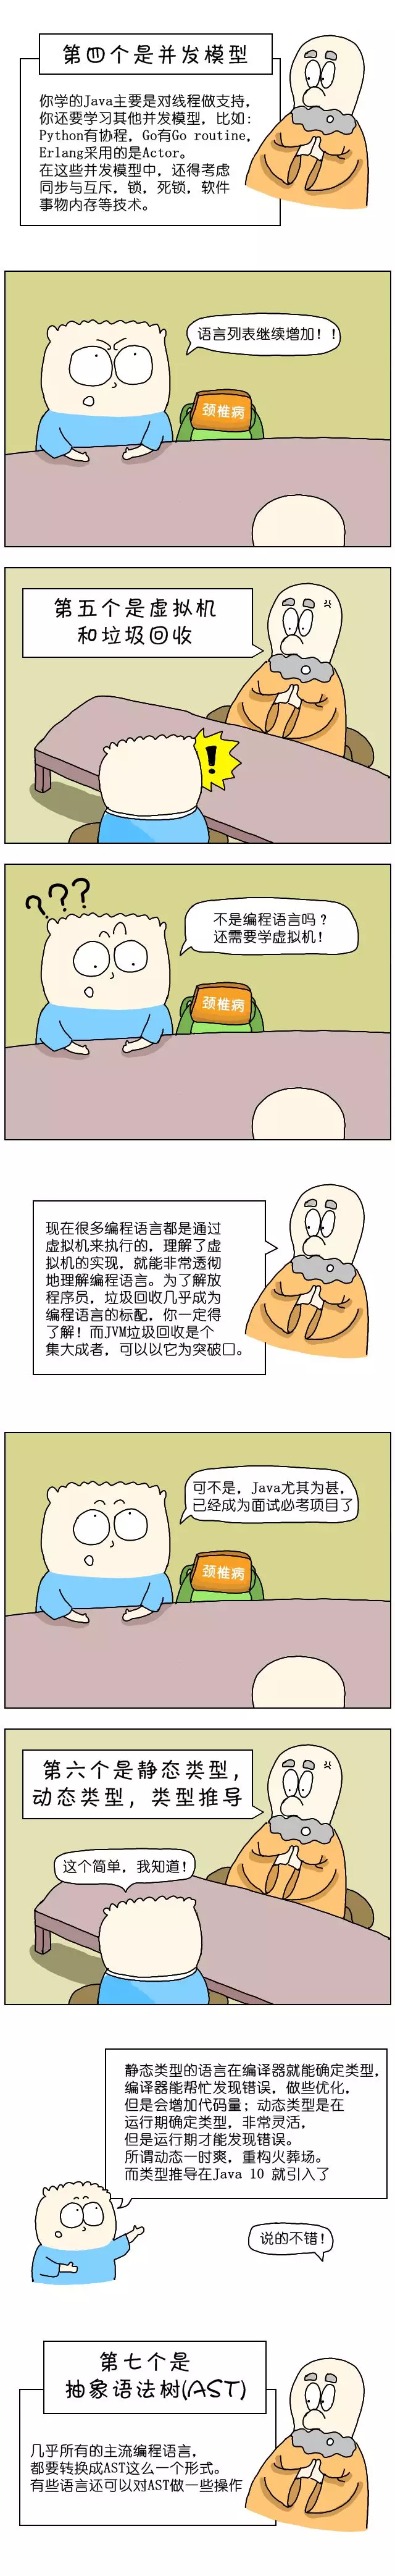 第四个是并发模型
你学的Java主要是对线程做支持，
你还要学习其他并发模型，比如：
Python有协程，Go有Go routine，
Erlang采用的是Actor。
在这些并发模型中，还得考虑
同步与互斥，锁，死锁，软件
事物内存等技术。
语言列表继续增加！！
颈椎病
第五个是虚拟机
和垃圾回收
!
???
不是编程语言吗？
还需要学虚拟机！
颈椎病
现在很多编程语言都是通过
虚拟机来执行的，理解了虚
拟机的实现，就能非常透彻
地理解编程语言。为了解放
程序员，垃圾回收几乎成为
编程语言的标配，你一定得
了解！而JVM垃圾回收是个
集大成者，可以以它为突破口。
可不是，Java尤其为甚，
已经成为面试必考项目了
颈椎病
第六个是静态类型，
动态类型，类型推导
这个简单，我知道！
静态类型的语言在编译器就能确定类型，
编译器能帮忙发现错误，做些优化，
但是会增加代码量；动态类型是在
运行期确定类型，非常灵活，
但是运行期才能发现错误。
所谓动态一时爽，重构火葬场。
而类型推导在Java 10 就引入了
说的不错！
第七个是
抽象语法树(AST)
几乎所有的主流编程语言，
都要转换成AST这么一个形式。
有些语言还可以对AST做一些操作